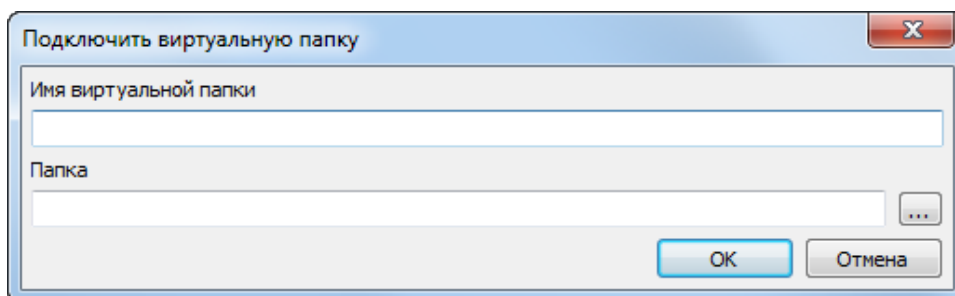 Подключить виртуальную папку
Имя виртуальной папки
Папка
...
OK Отмена